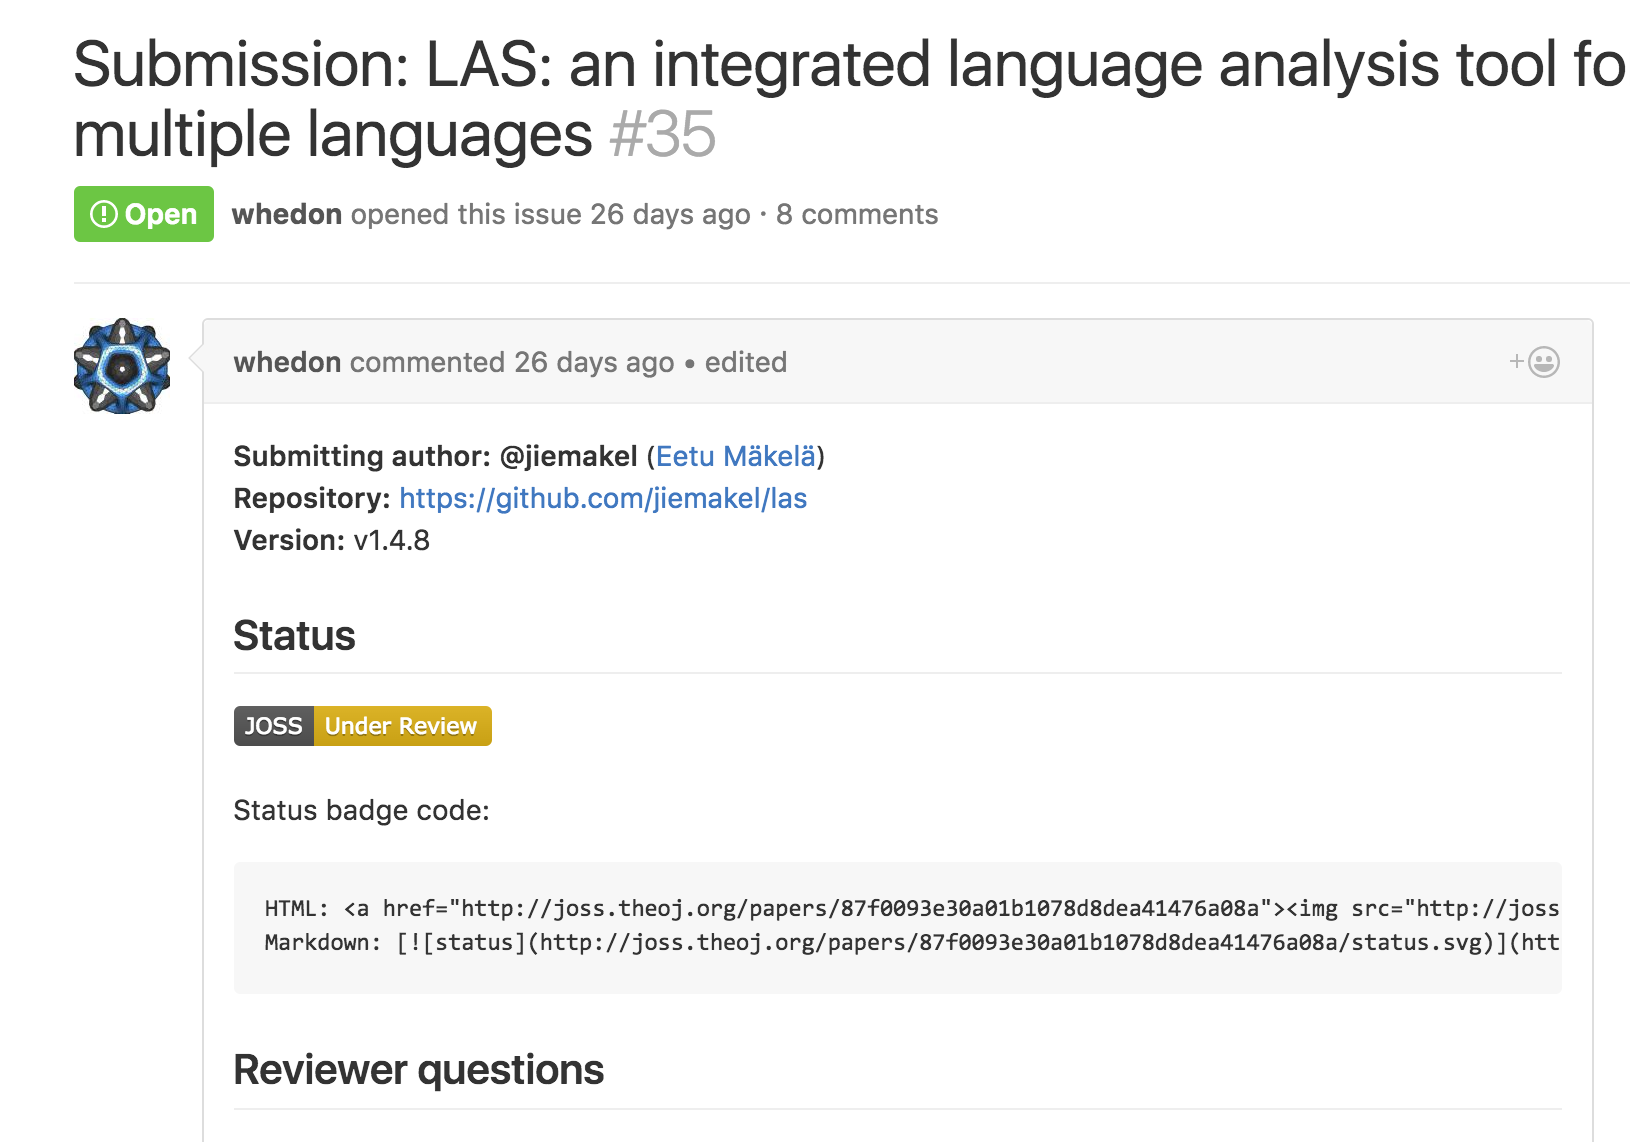 Submission: LAS: an integrated language analysis tool fo
multiple languages #35
Open whedon opened this issue 26 days ago · 8 comments
whedon commented 26 days ago • edited
Submitting author: @jiemakel (Eetu Mäkelä)
Repository: https://github.com/jiemakel/las
Version: v1.4.8
Status
JOSS Under Review
Status badge code:
HTML: <a href="http://joss.theoj.org/papers/87f0093e30a01b1078d8dea41476a08a"><img src="http://joss
Markdown: [![status](http://joss.theoj.org/papers/87f0093e30a01b1078d8dea41476a08a/status.svg)](htt
Reviewer questions